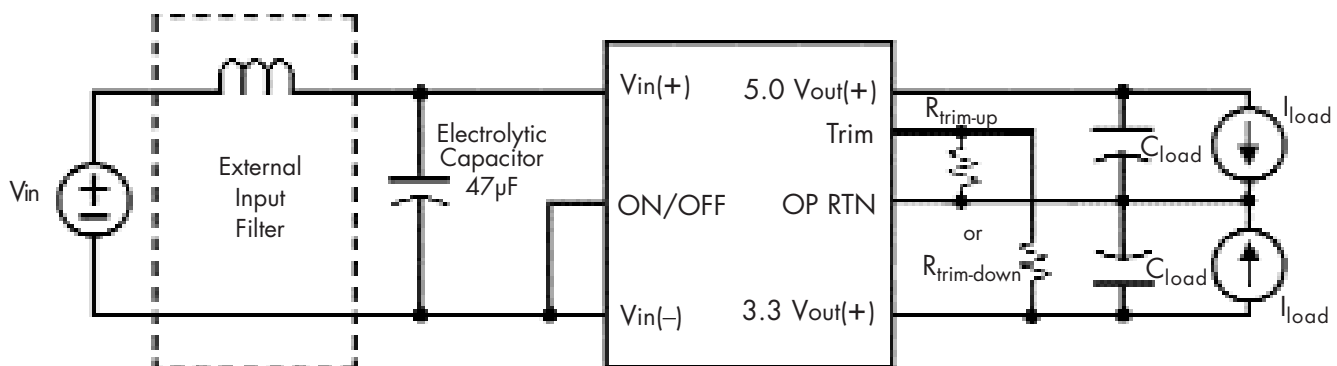 Vin
External
Input
Filter
Electrolytic
Capacitor
47µF
Vin(+)
ON/OFF
Vin(–)
5.0 Vout(+)
Trim
OP RTN
3.3 Vout(+)
Rtrim-up
or
Rtrim-down
Cload
Iload
Cload
Iload